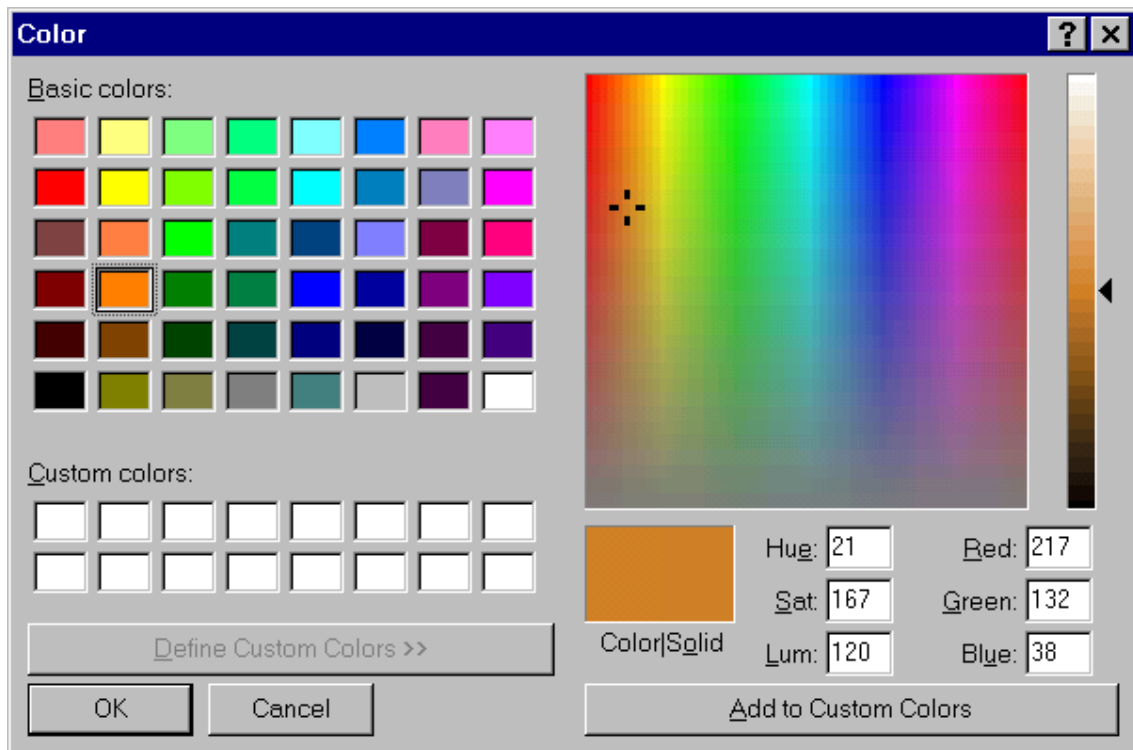 Color
Basic colors:
Custom colors:
Define Custom Colors >>
OK Cancel
Color|Solid
Hue: 21 Red: 217
Sat: 167 Green: 132
Lum: 120 Blue: 38
Add to Custom Colors